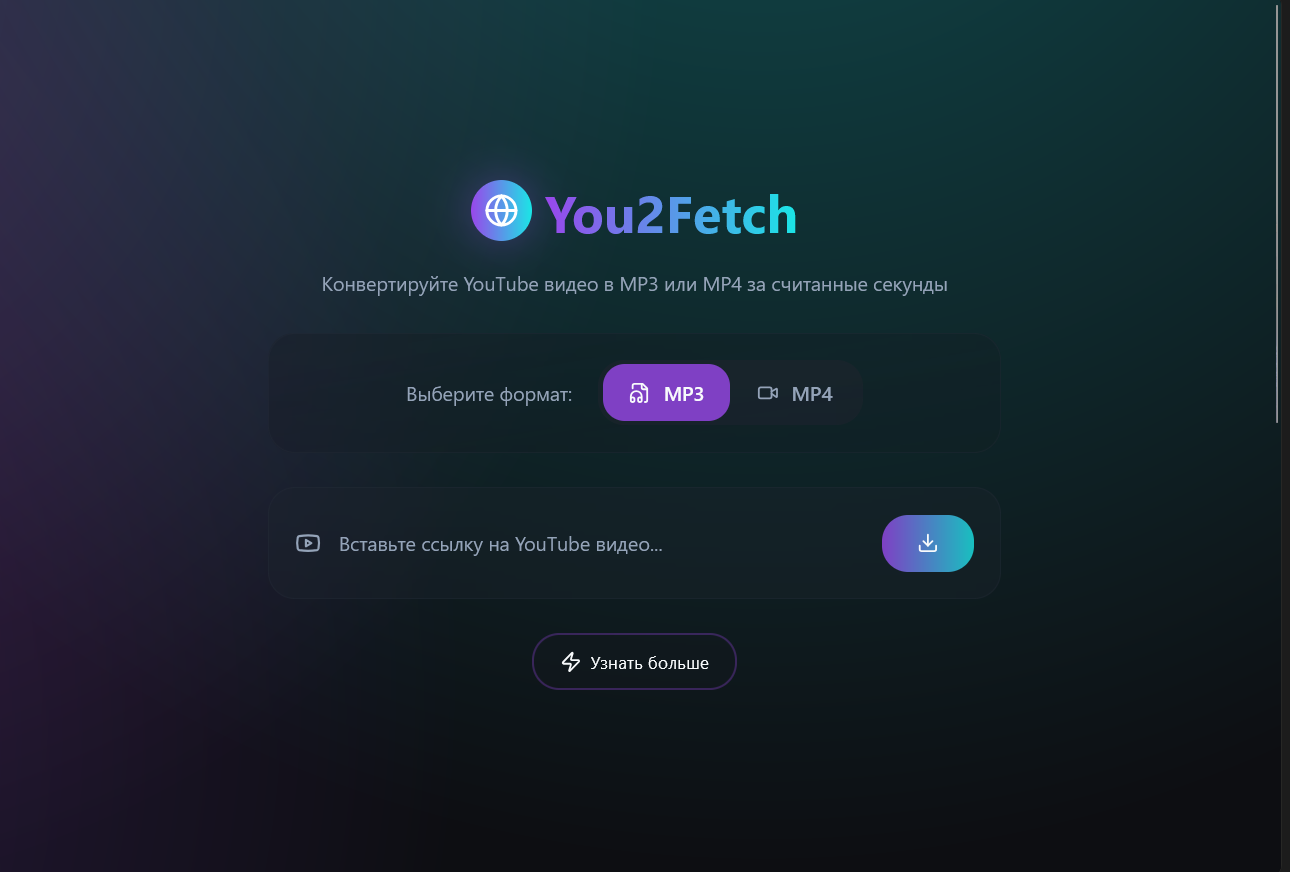 You2Fetch
Конвертируйте YouTube видео в MP3 или MP4 за считанные секунды
Выберите формат: MP3 MP4
Вставьте ссылку на YouTube видео...
Узнать больше